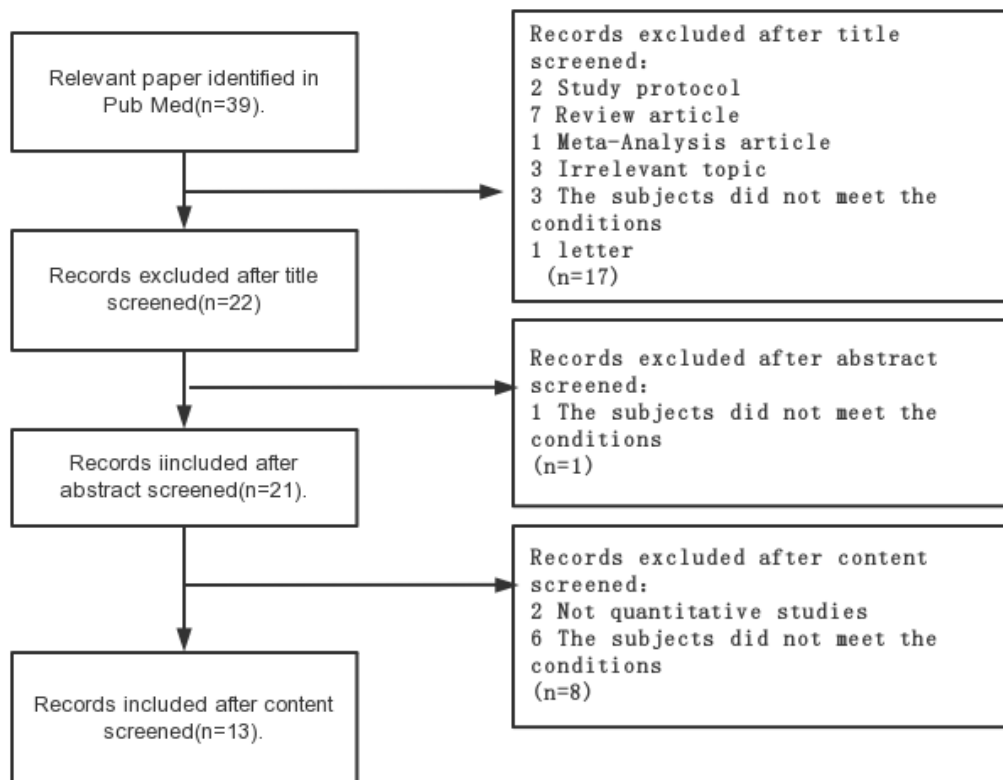 Relevant paper identified in
Pub Med(n=39).
Records excluded after title
screened:
2 Study protocol
7 Review article
1 Meta-Analysis article
3 Irrelevant topic
3 The subjects did not meet the
conditions
1 letter
(n=17)
Records excluded after title
screened(n=22)
Records excluded after abstract
screened:
1 The subjects did not meet the
conditions
(n=1)
Records iincluded after
abstract screened(n=21).
Records excluded after content
screened:
2 Not quantitative studies
6 The subjects did not meet the
conditions
(n=8)
Records included after content
screened(n=13).